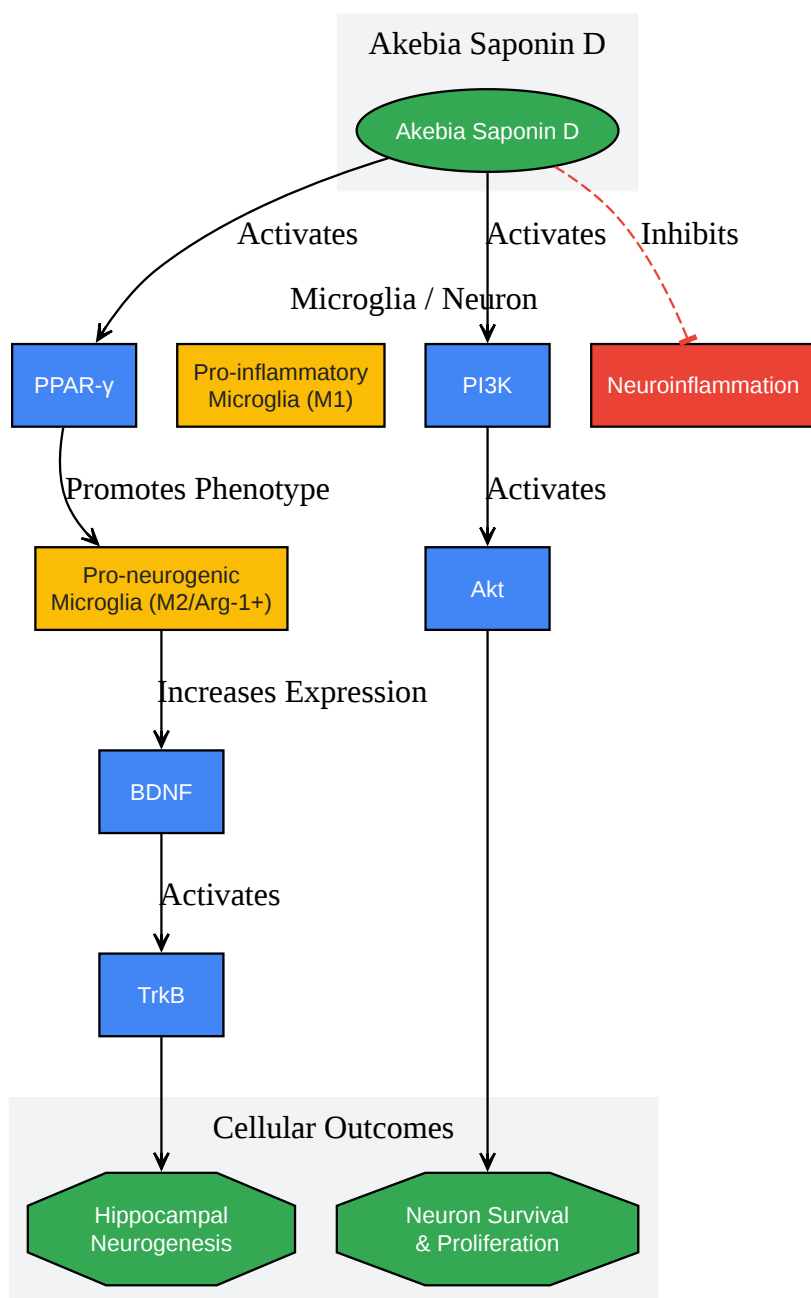 Akebia Saponin D
Akebia Saponin D
Activates
Activates
Inhibits
Microglia / Neuron
PPAR-γ
Pro-inflammatory
Microglia (M1)
PI3K
Neuroinflammation
Promotes Phenotype
Activates
Pro-neurogenic
Microglia (M2/Arg-1+)
Akt
Increases Expression
BDNF
Activates
TrkB
Cellular Outcomes
Hippocampal
Neurogenesis
Neuron Survival
& Proliferation